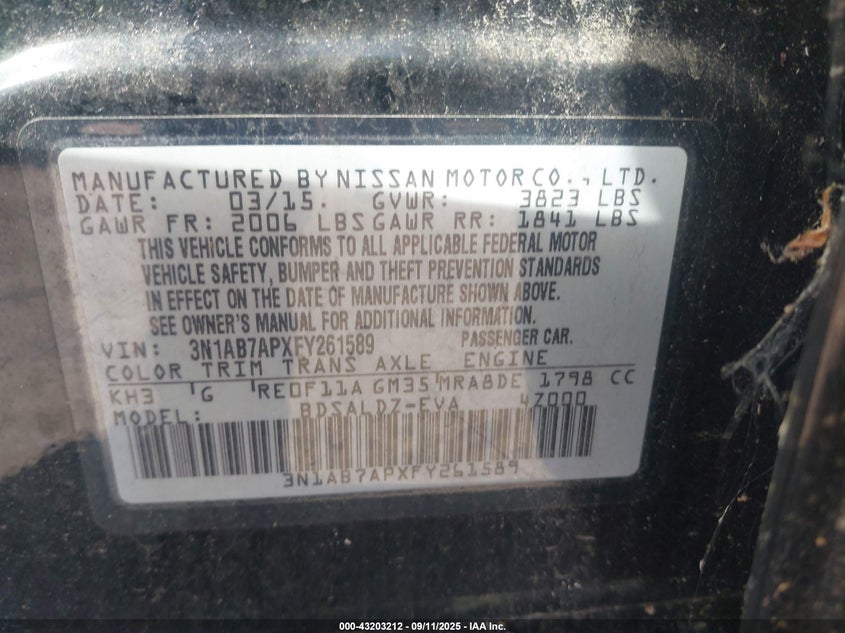 MANUFACTURED BY NISSAN MOTOR CO., LTD.
DATE: 03/15. GVWR: 3823 LBS
GAWR FR: 2006 LBS GAWR RR: 1841 LBS
THIS VEHICLE CONFORMS TO ALL APPLICABLE FEDERAL MOTOR
VEHICLE SAFETY, BUMPER AND THEFT PREVENTION STANDARDS
IN EFFECT ON THE DATE OF MANUFACTURE SHOWN ABOVE.
SEE OWNER'S MANUAL FOR ADDITIONAL INFORMATION.
VIN: 3N1AB7APXFY261589 PASSENGER CAR.
COLOR TRIM TRANS AXLE ENGINE
KH3 G RE0F11A GM35 MRA8DE 1798 CC
MODEL: BDSALDZ-EVA 4Z000
3N1AB7APXFY261589
000-43203212 - 09/11/2025 - IAA Inc.